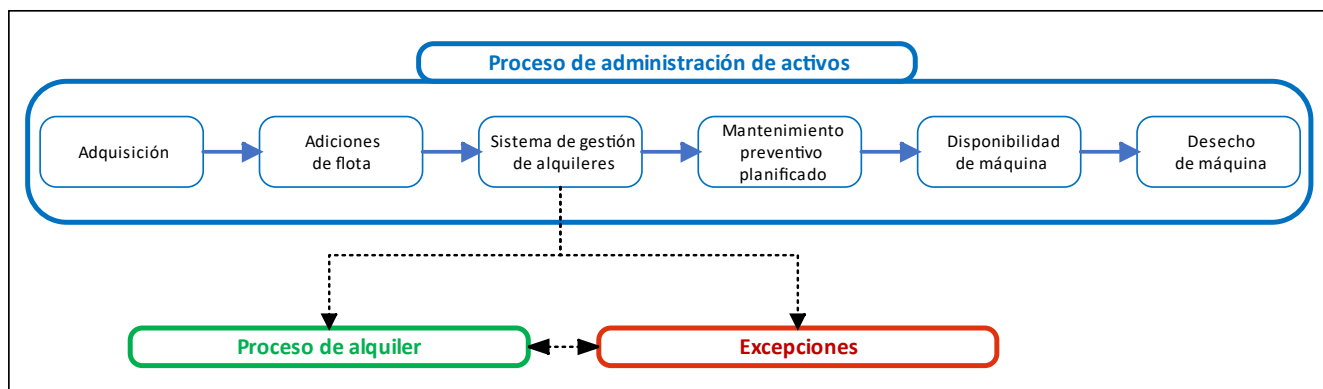 Proceso de administración de activos
Adquisición
Adiciones
de flota
Sistema de gestión
de alquileres
Mantenimiento
preventivo
planificado
Disponibilidad
de máquina
Desecho
de máquina
Proceso de alquiler
Excepciones